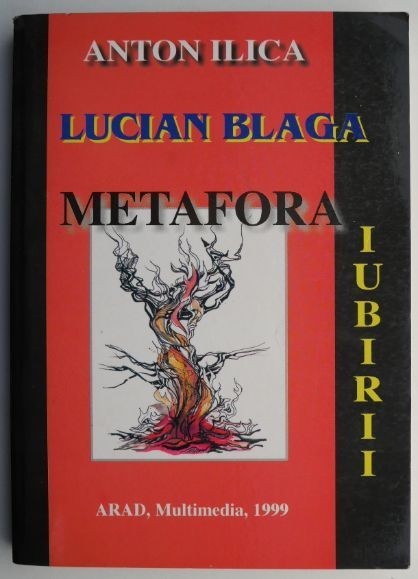 ANTON ILICA
LUCIAN BLAGA
METAFORA
IUBIRII
ARAD, Multimedia, 1999